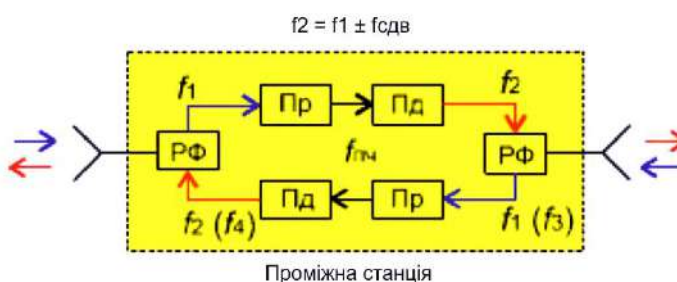 f2 = f1 ± fсдв
f1
f2
Пр
Пд
РФ
fпч
РФ
Пд
Пр
f2 (f4)
f1 (f3)
Проміжна станція